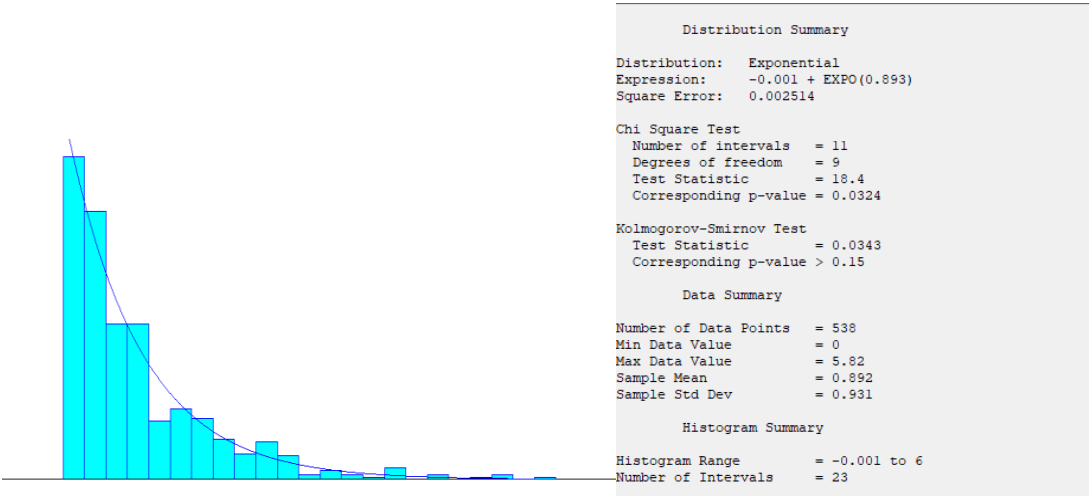 Distribution Summary
Distribution: Exponential
Expression: -0.001 + EXPO(0.893)
Square Error: 0.002514
Chi Square Test
Number of intervals = 11
Degrees of freedom = 9
Test Statistic = 18.4
Corresponding p-value = 0.0324
Kolmogorov-Smirnov Test
Test Statistic = 0.0343
Corresponding p-value > 0.15
Data Summary
Number of Data Points = 538
Min Data Value = 0
Max Data Value = 5.82
Sample Mean = 0.892
Sample Std Dev = 0.931
Histogram Summary
Histogram Range = -0.001 to 6
Number of Intervals = 23